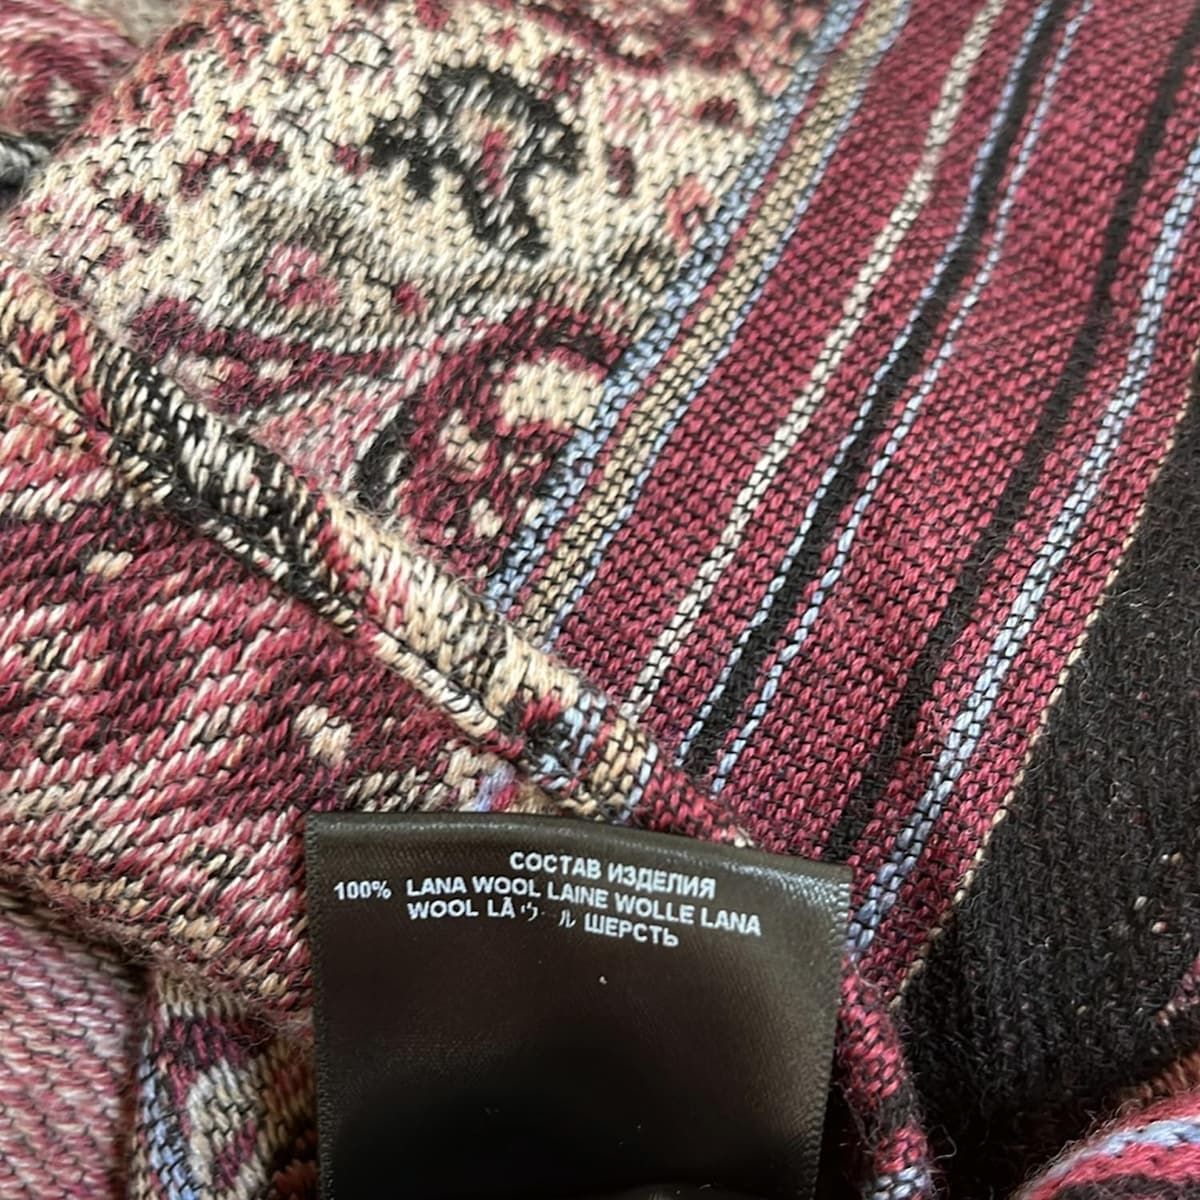 СОСТАВ ИЗДЕЛИЯ
100% LANA WOOL LAINE WOLLE LANA
WOOL LÃ ウール ШЕРСТЬ